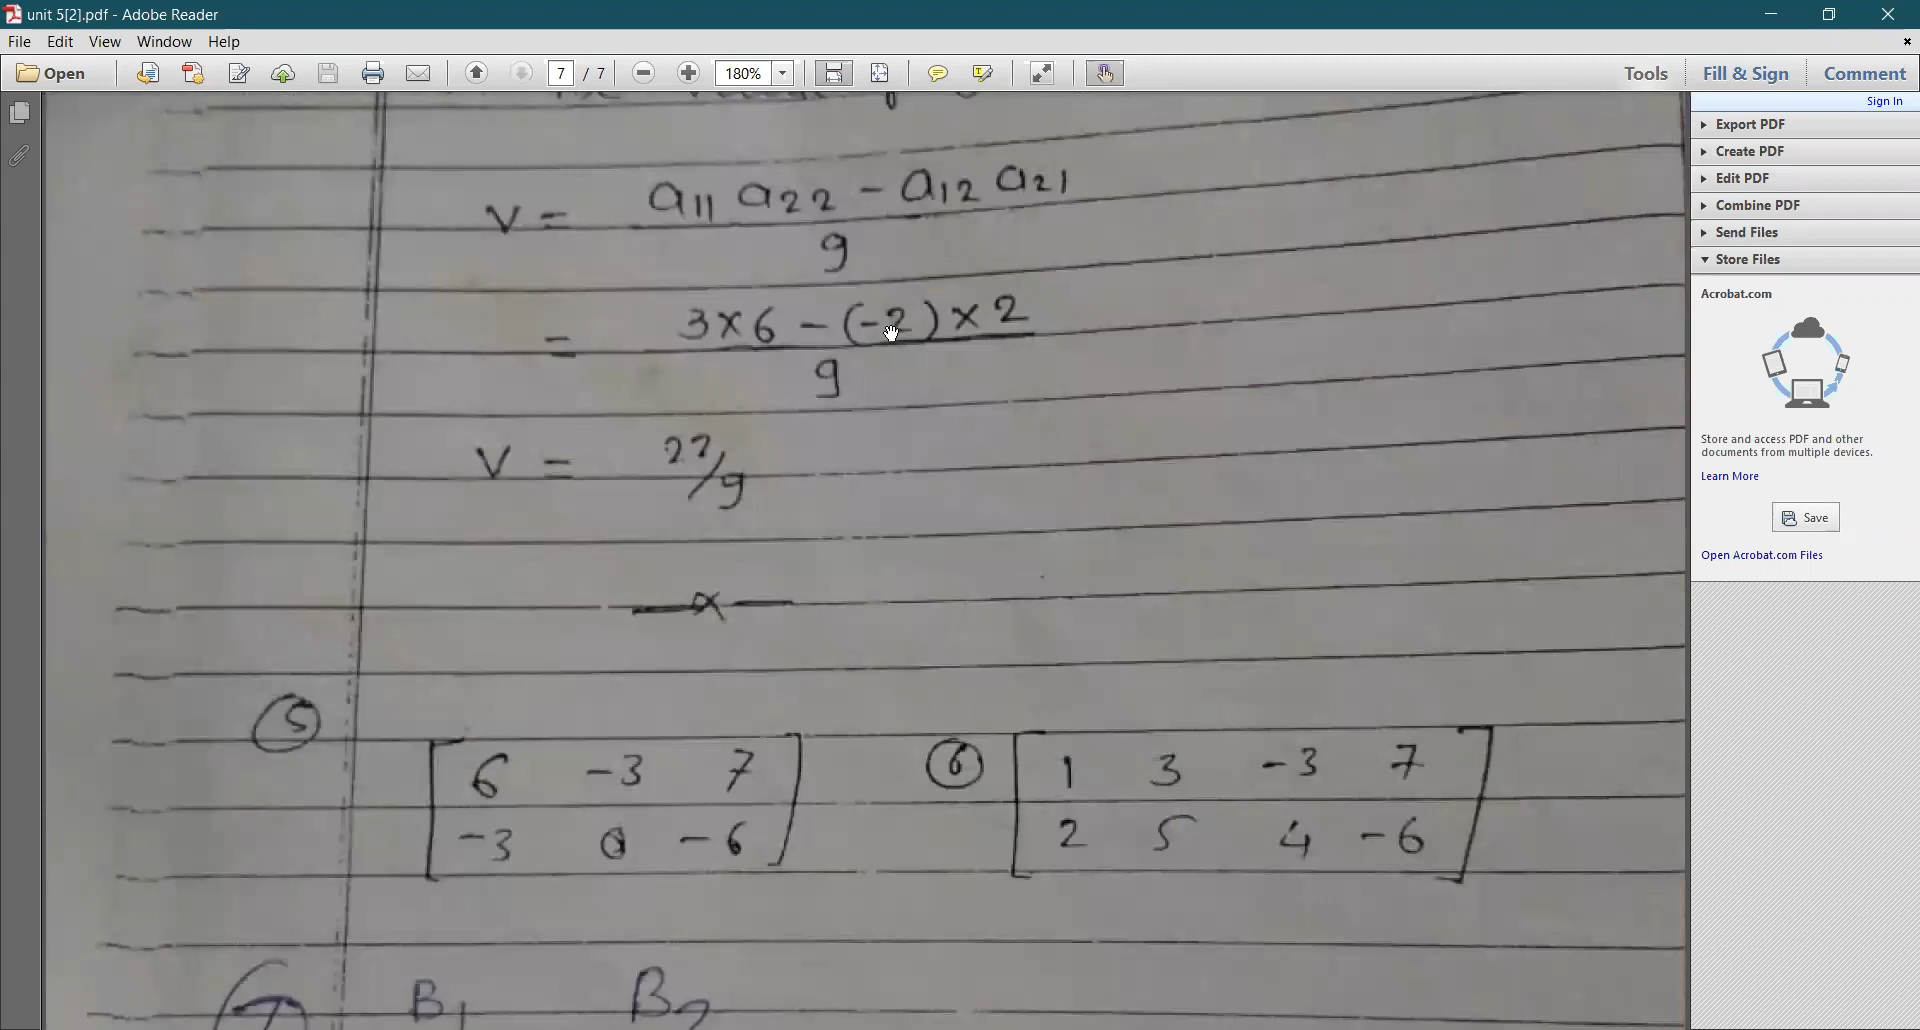 unit 5[2].pdf - Adobe Reader
File Edit View Window Help
Open 7 / 7 180% Tools Fill & Sign Comment
Sign In
Export PDF
Create PDF
Edit PDF
Combine PDF
Send Files
Store Files
Acrobat.com
Store and access PDF and other
documents from multiple devices.
Learn More
Save
Open Acrobat.com Files
V = a11 a22 - a12 a21
9
= 3 x 6 - (-2) x 2
9
V = 22/9
x
5
6 -3 7
-3 0 -6
6
1 3 -3 7
2 5 4 -6
7 B1 B2